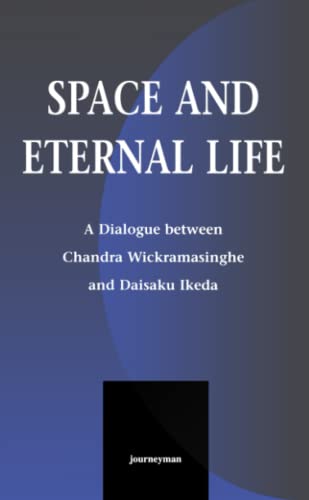 SPACE AND
ETERNAL LIFE
A Dialogue between
Chandra Wickramasinghe
and Daisaku Ikeda
journeyman